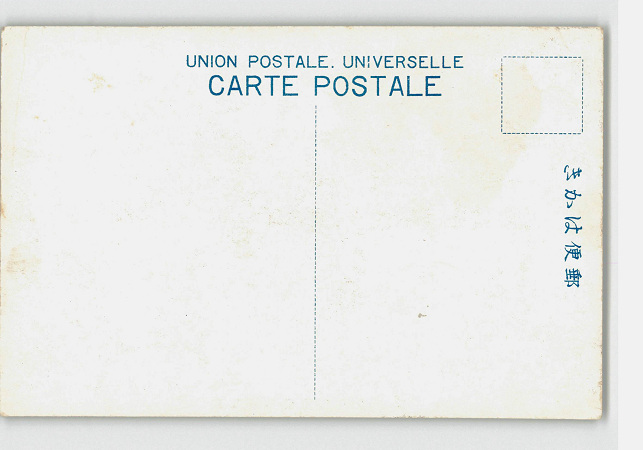 UNION POSTALE. UNIVERSELLE
CARTE POSTALE
郵便はかき